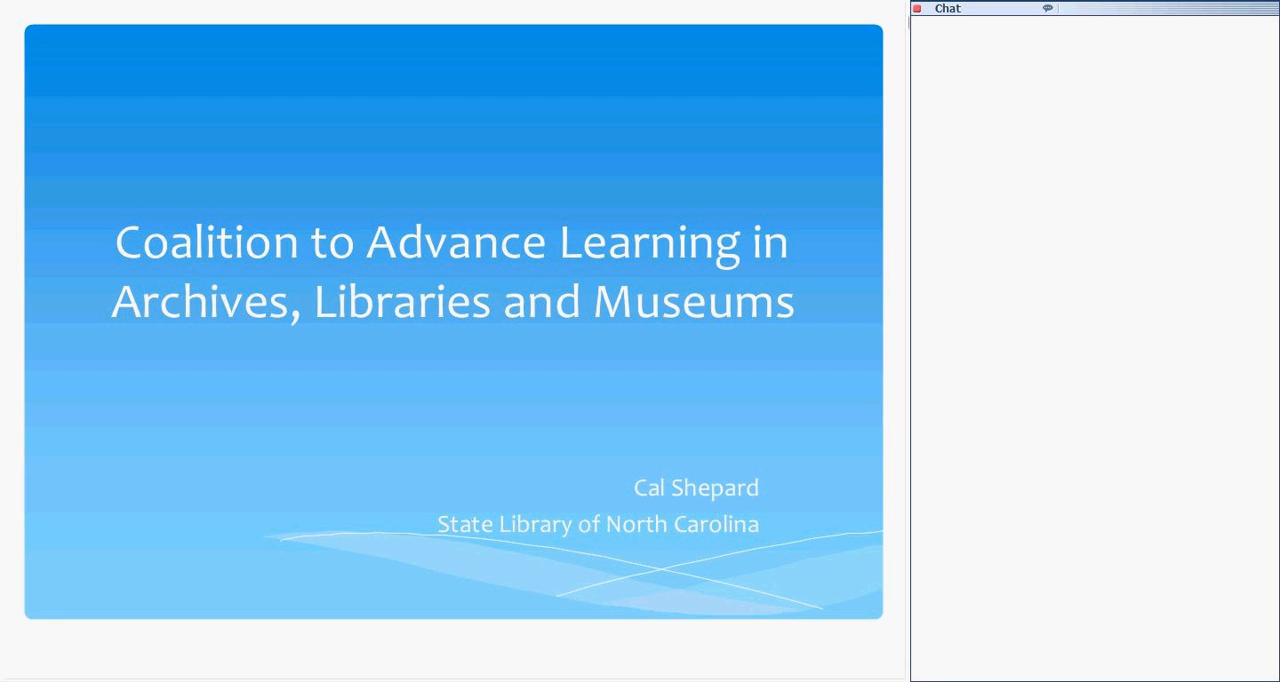 Chat
Coalition to Advance Learning in
Archives, Libraries and Museums
Cal Shepard
State Library of North Carolina